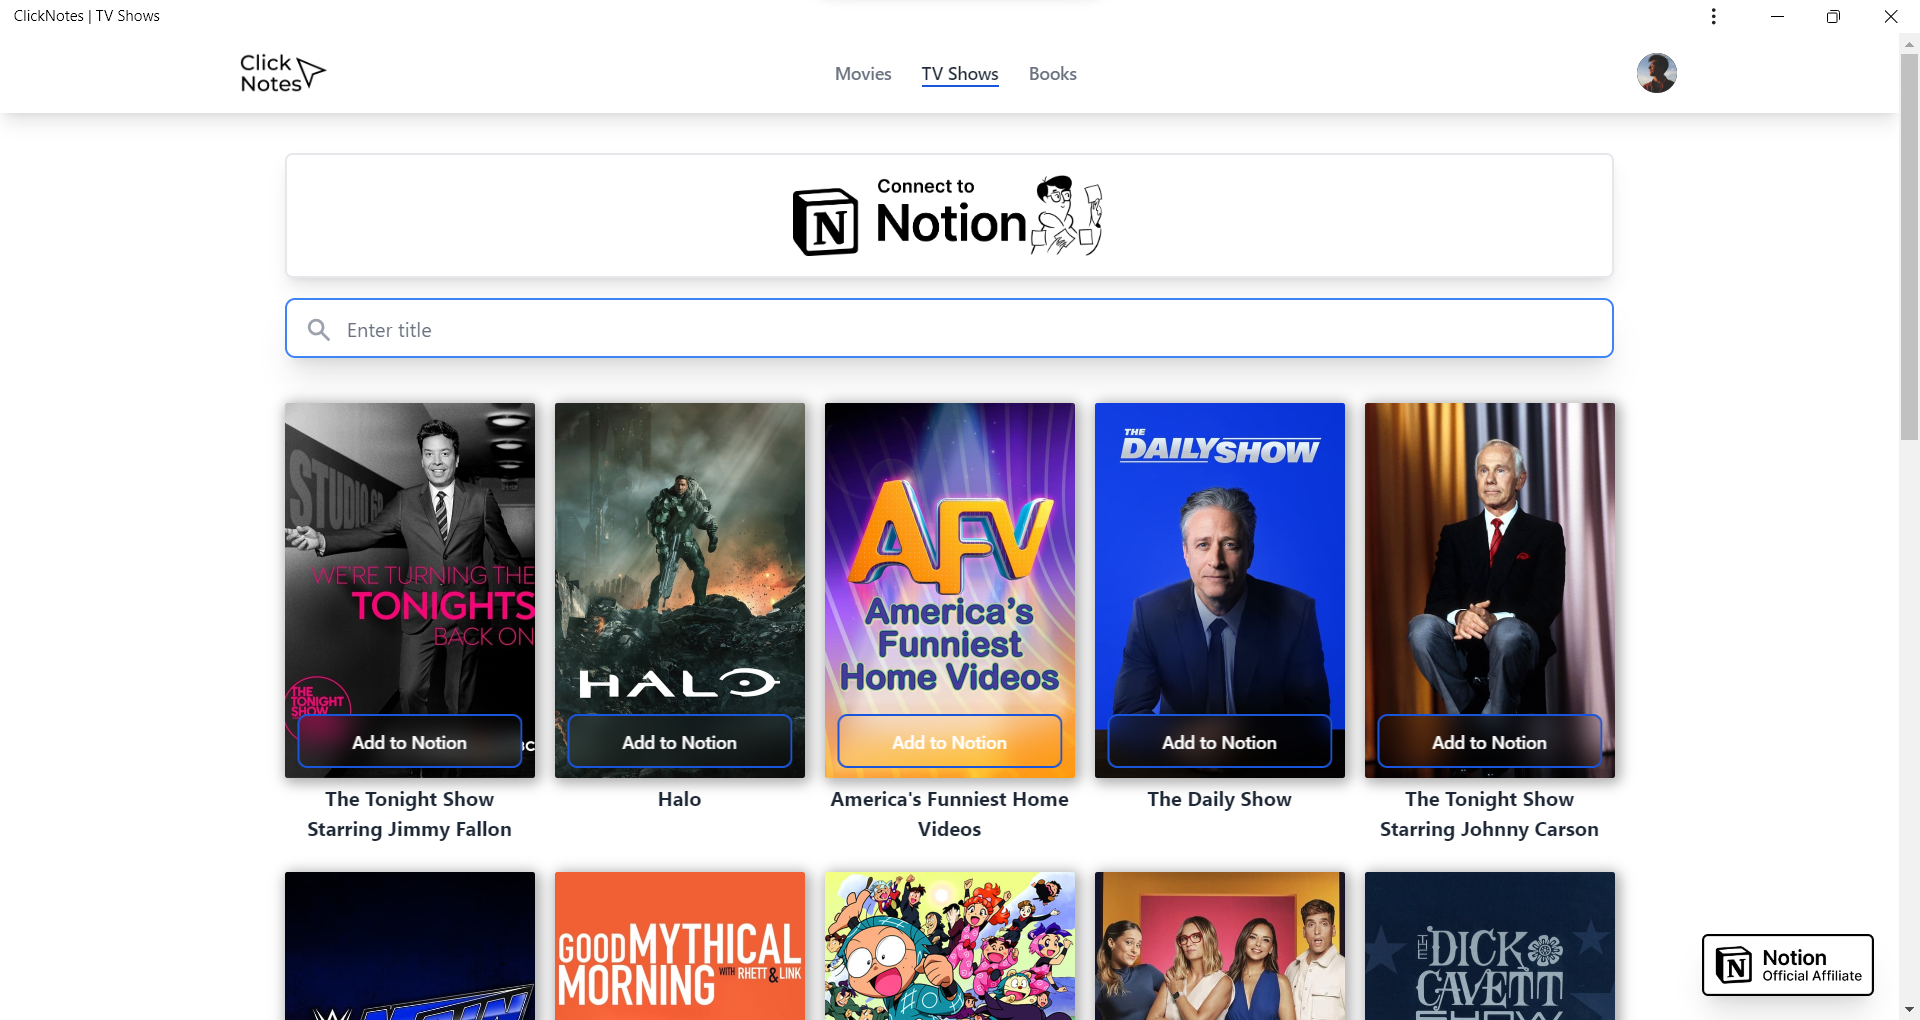 ClickNotes | TV Shows
Click
Notes
Movies
TV Shows
Books
Connect to
Notion
Enter title
STUDIO 6
WE'RE TURNING THE
TONIGHTS
BACK ON
THE
TONIGHT
SHOW
Add to Notion
The Tonight Show
Starring Jimmy Fallon
HALO
Add to Notion
Halo
AFV
America's
Funniest
Home Videos
Add to Notion
America's Funniest Home
Videos
THE
DAILY SHOW
Add to Notion
The Daily Show
Add to Notion
The Tonight Show
Starring Johnny Carson
GOOD MYTHICAL
MORNING WITH RHETT & LINK
THE
DICK
CAVETT
SHOW
Notion
Official Affiliate